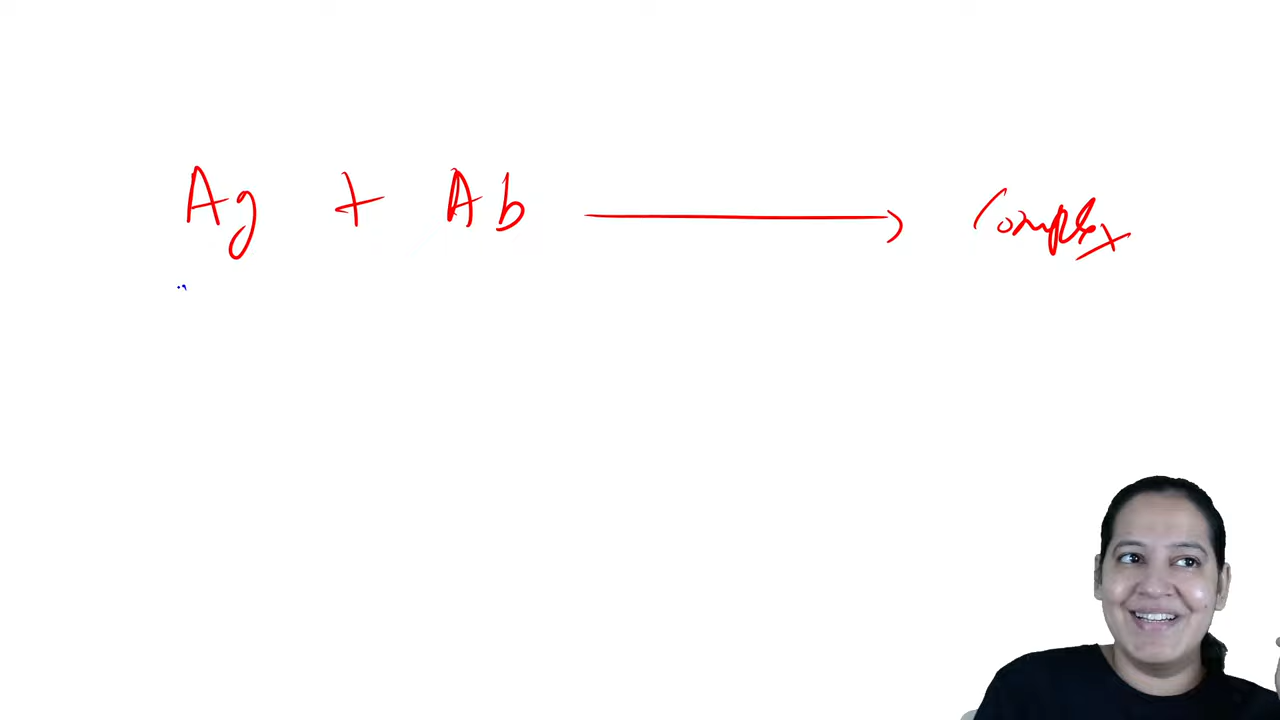 Ag + Ab → Complex